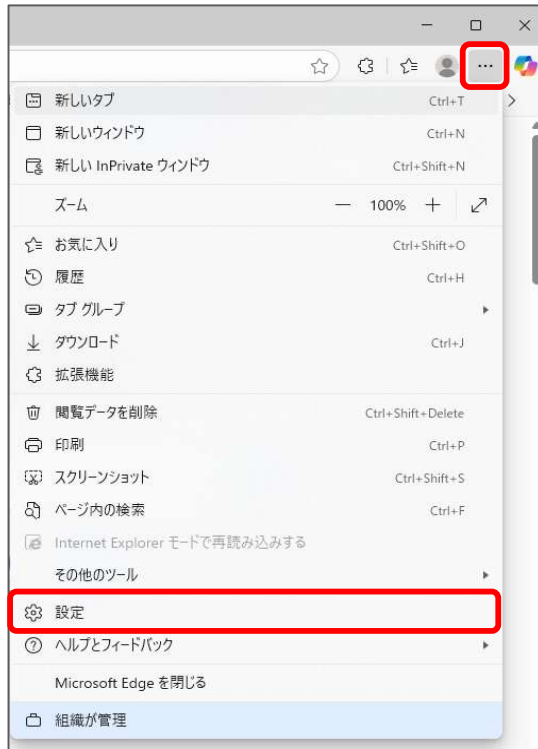 新しいタブ Ctrl+T
新しいウィンドウ Ctrl+N
新しい InPrivate ウィンドウ Ctrl+Shift+N
ズーム 100%
お気に入り Ctrl+Shift+O
履歴 Ctrl+H
タブ グループ
ダウンロード Ctrl+J
拡張機能
閲覧データを削除 Ctrl+Shift+Delete
印刷 Ctrl+P
スクリーンショット Ctrl+Shift+S
ページ内の検索 Ctrl+F
Internet Explorer モードで再読み込みする
その他のツール
設定
ヘルプとフィードバック
Microsoft Edge を閉じる
組織が管理